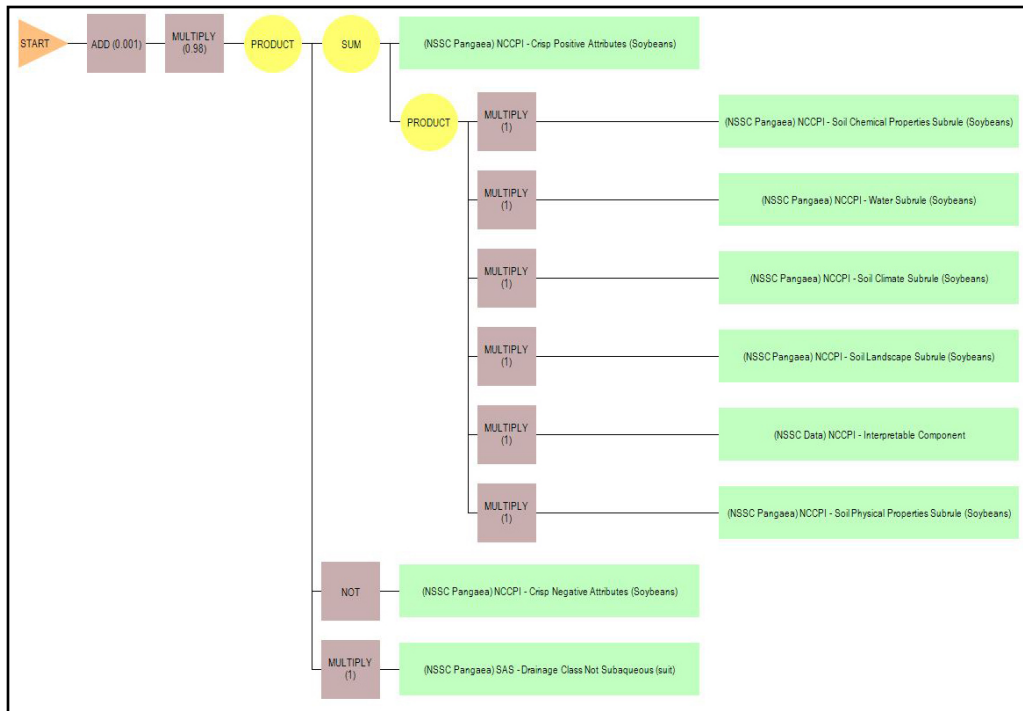 START
ADD (0.001)
MULTIPLY
(0.98)
PRODUCT
SUM
(NSSC Pangaea) NCCPI - Crisp Positive Attributes (Soybeans)
PRODUCT
MULTIPLY
(1)
(NSSC Pangaea) NCCPI - Soil Chemical Properties Subrule (Soybeans)
MULTIPLY
(1)
(NSSC Pangaea) NCCPI - Water Subrule (Soybeans)
MULTIPLY
(1)
(NSSC Pangaea) NCCPI - Soil Climate Subrule (Soybeans)
MULTIPLY
(1)
(NSSC Pangaea) NCCPI - Soil Landscape Subrule (Soybeans)
MULTIPLY
(1)
(NSSC Data) NCCPI - Interpretable Component
MULTIPLY
(1)
(NSSC Pangaea) NCCPI - Soil Physical Properties Subrule (Soybeans)
NOT
(NSSC Pangaea) NCCPI - Crisp Negative Attributes (Soybeans)
MULTIPLY
(1)
(NSSC Pangaea) SAS - Drainage Class Not Subaqueous (suit)